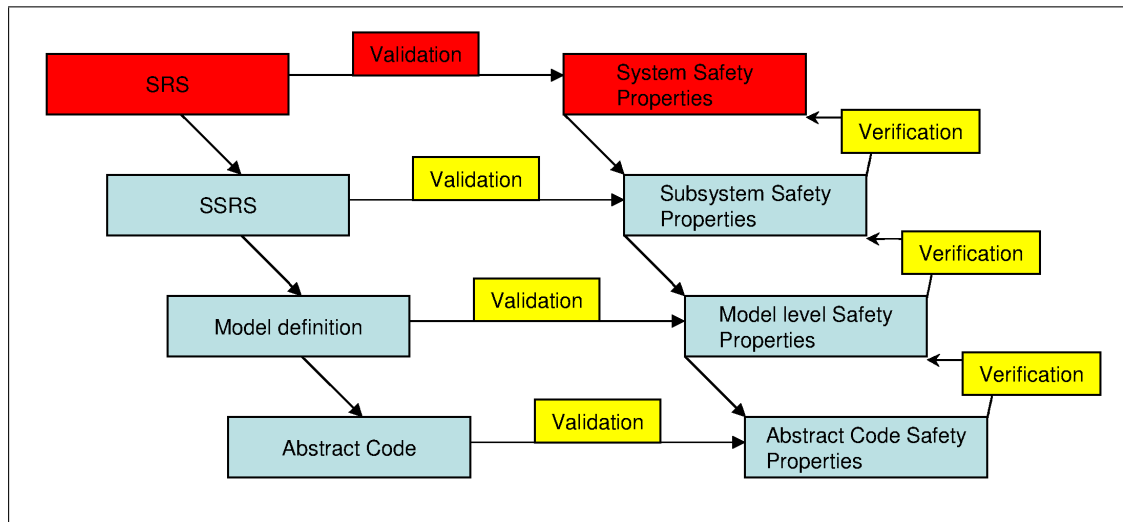 Validation
SRS
System Safety
Properties
Verification
Validation
SSRS
Subsystem Safety
Properties
Verification
Validation
Model definition
Model level Safety
Properties
Verification
Validation
Abstract Code
Abstract Code Safety
Properties